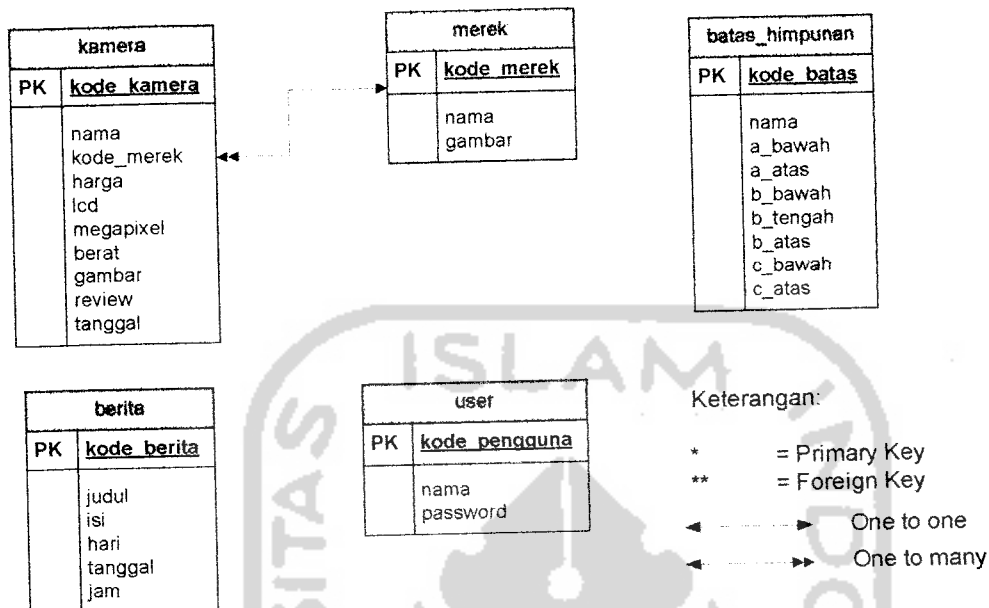 kamera
PK kode_kamera
nama
kode_merek
harga
lcd
megapixel
berat
gambar
review
tanggal
merek
PK kode_merek
nama
gambar
batas_himpunan
PK kode_batas
nama
a_bawah
a_atas
b_bawah
b_tengah
b_atas
c_bawah
c_atas
berita
PK kode_berita
judul
isi
hari
tanggal
jam
user
PK kode_pengguna
nama
password
Keterangan:
* = Primary Key
** = Foreign Key
One to one
One to many
ISLAM